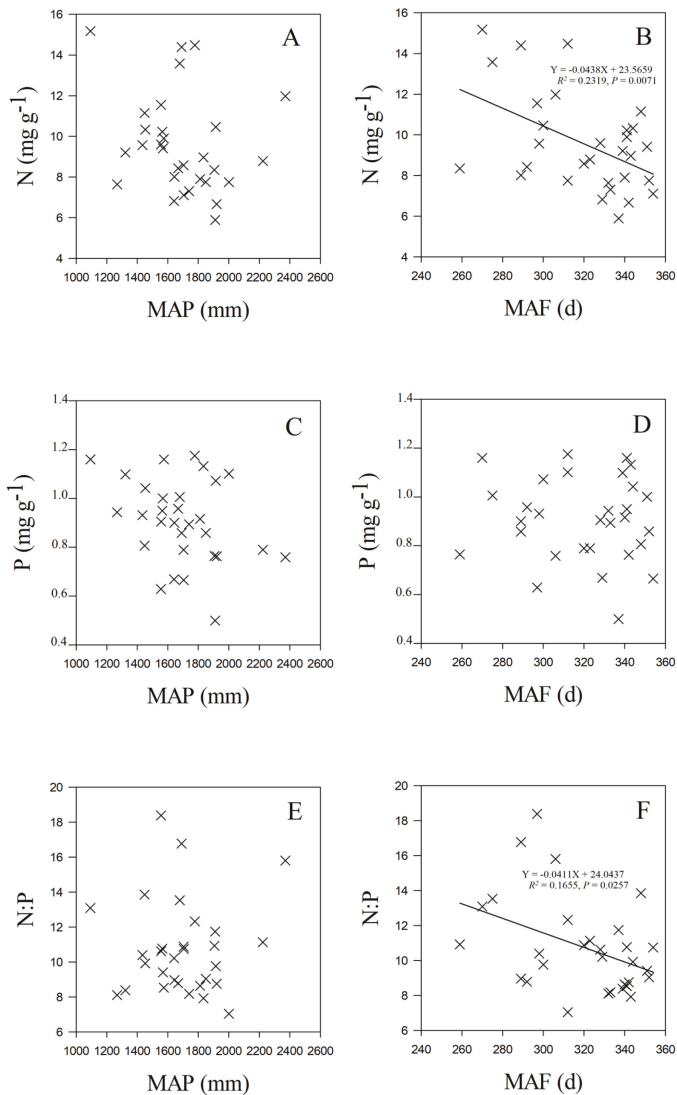 A
16
14
12
10
8
6
4
N (mg g-1)
1000 1200 1400 1600 1800 2000 2200 2400 2600
MAP (mm)
B
Y = -0.0438X + 23.5659
R2 = 0.2319, P = 0.0071
16
14
12
10
8
6
4
N (mg g-1)
240 260 280 300 320 340 360
MAF (d)
C
1.4
1.2
1.0
0.8
0.6
0.4
P (mg g-1)
1000 1200 1400 1600 1800 2000 2200 2400 2600
MAP (mm)
D
1.4
1.2
1.0
0.8
0.6
0.4
P (mg g-1)
240 260 280 300 320 340 360
MAF (d)
E
20
18
16
14
12
10
8
6
N:P
1000 1200 1400 1600 1800 2000 2200 2400 2600
MAP (mm)
F
Y = -0.0411X + 24.0437
R2 = 0.1655, P = 0.0257
20
18
16
14
12
10
8
6
N:P
240 260 280 300 320 340 360
MAF (d)